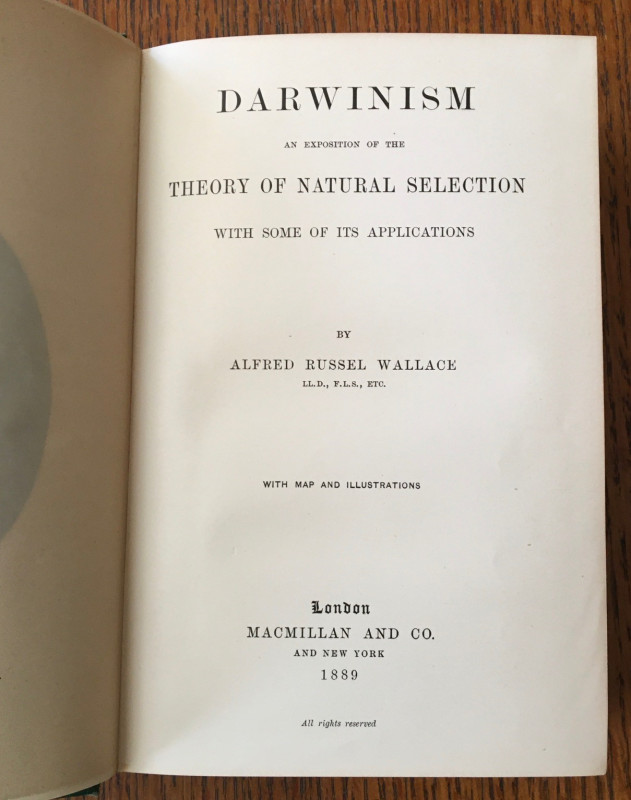 DARWINISM
AN EXPOSITION OF THE
THEORY OF NATURAL SELECTION
WITH SOME OF ITS APPLICATIONS
BY
ALFRED RUSSEL WALLACE
LL.D., F.L.S., ETC.
WITH MAP AND ILLUSTRATIONS
London
MACMILLAN AND CO.
AND NEW YORK
1889
All rights reserved